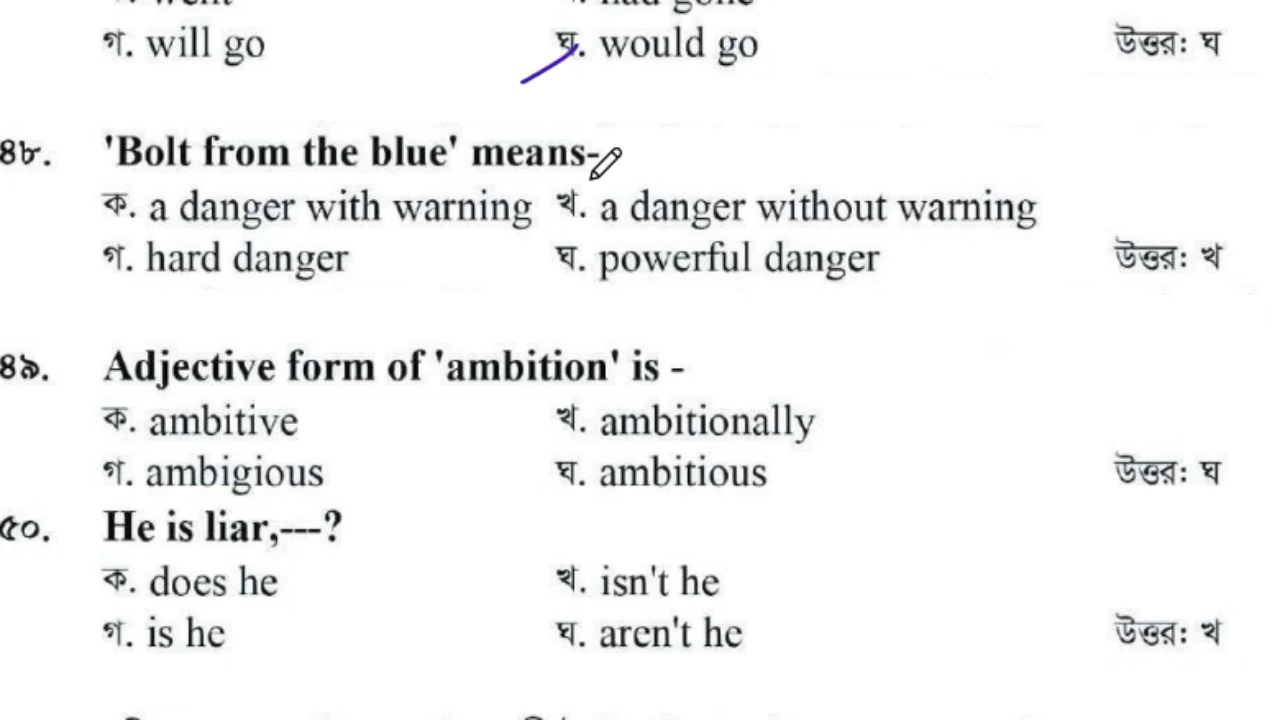 গ. will go ঘ. would go উত্তর: ঘ
৪৮. 'Bolt from the blue' means-
ক. a danger with warning খ. a danger without warning
গ. hard danger ঘ. powerful danger উত্তর: খ
৪৯. Adjective form of 'ambition' is -
ক. ambitive খ. ambitionally
গ. ambigious ঘ. ambitious উত্তর: ঘ
৫০. He is liar,---?
ক. does he খ. isn't he
গ. is he ঘ. aren't he উত্তর: খ